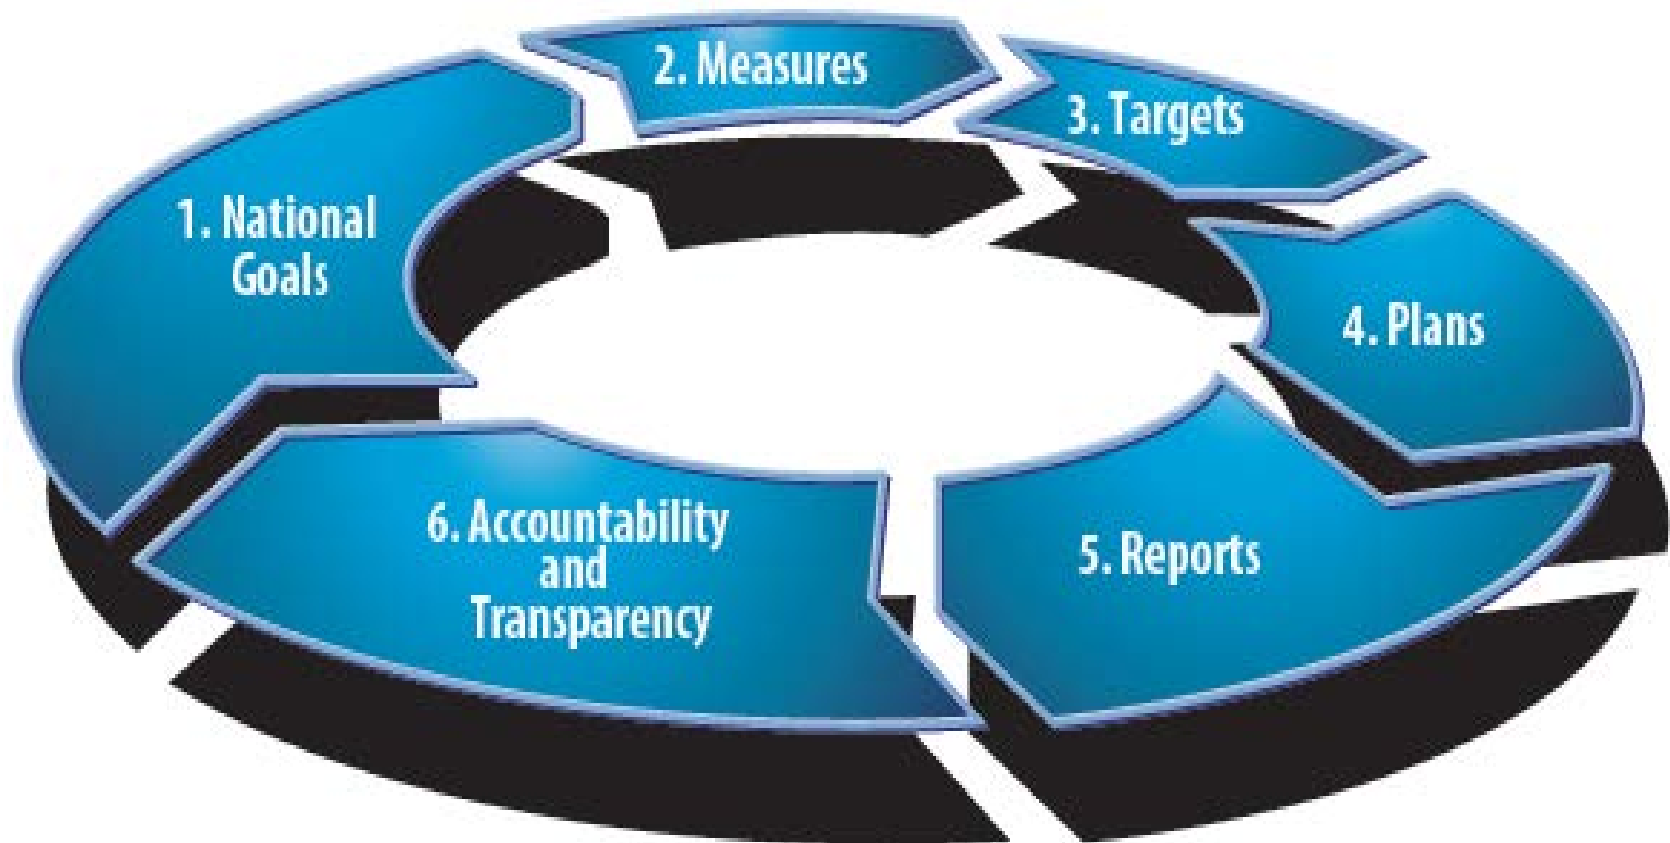 1. National
Goals
2. Measures
3. Targets
4. Plans
5. Reports
6. Accountability
and
Transparency